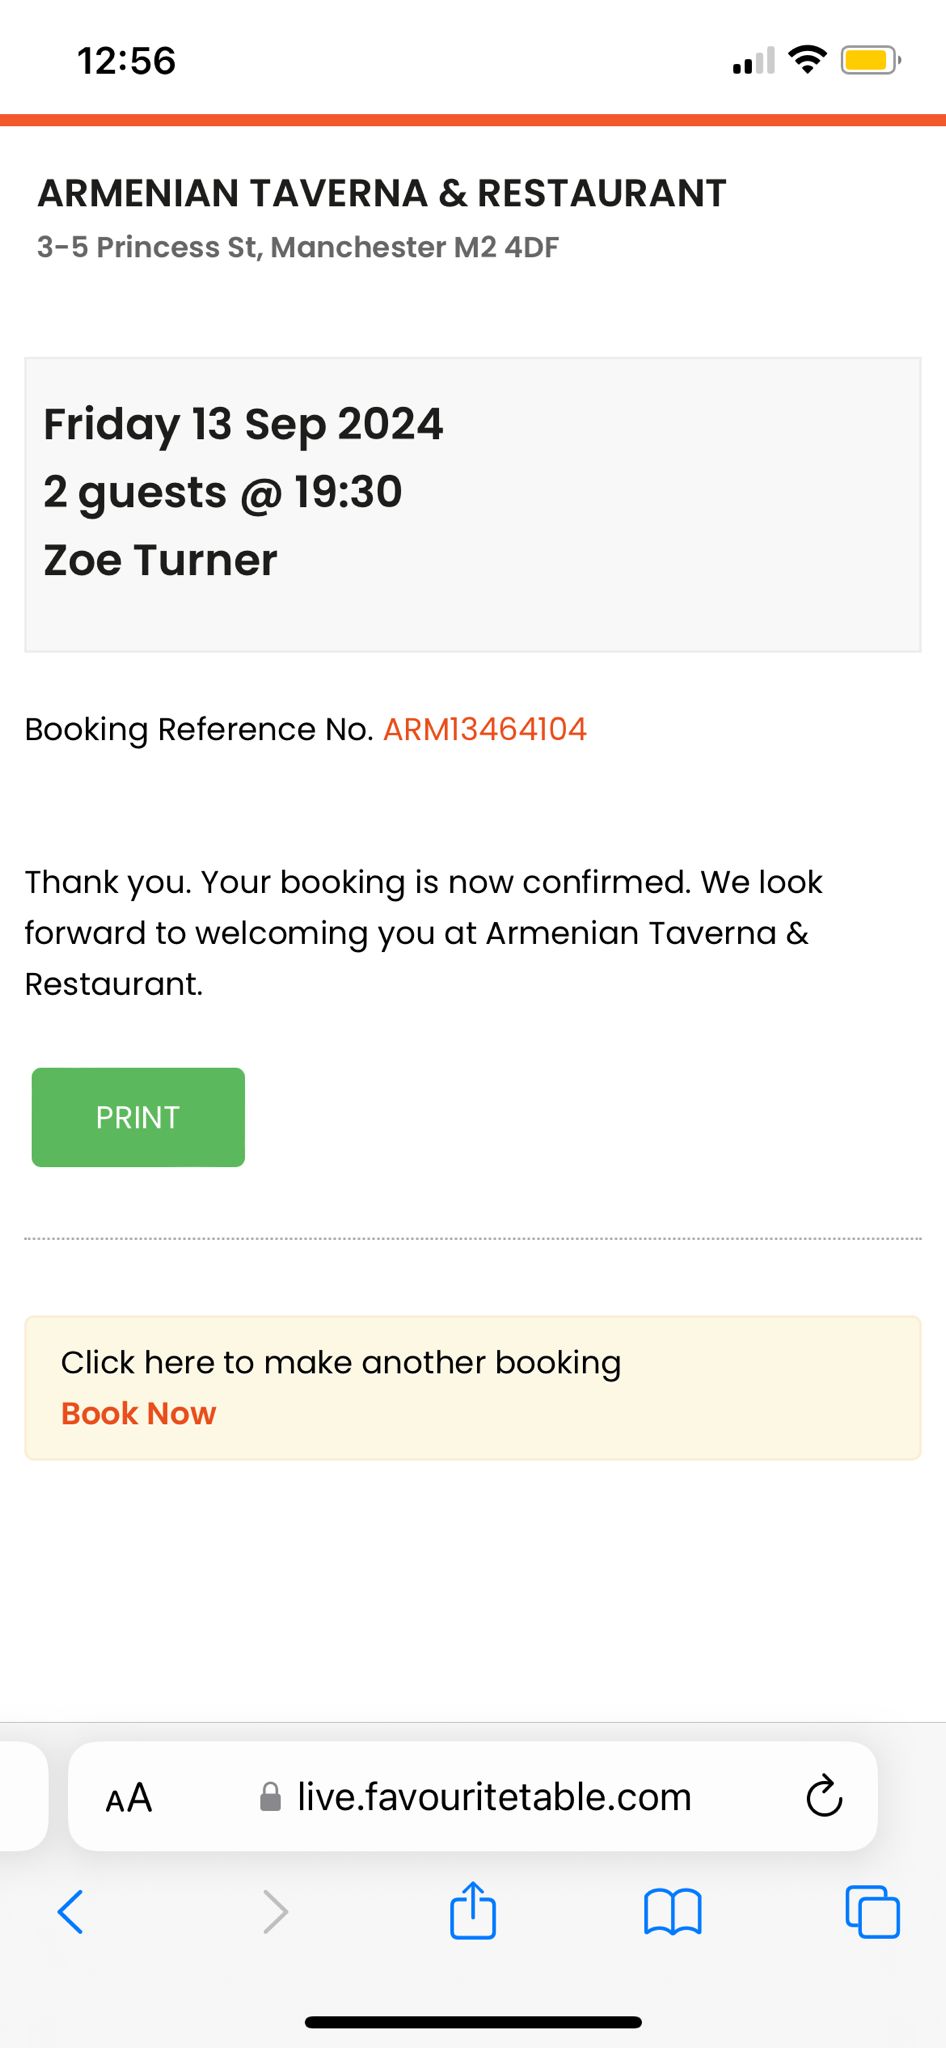 12:56
ARMENIAN TAVERNA & RESTAURANT
3-5 Princess St, Manchester M2 4DF
Friday 13 Sep 2024
2 guests @ 19:30
Zoe Turner
Booking Reference No. ARM13464104
Thank you. Your booking is now confirmed. We look
forward to welcoming you at Armenian Taverna &
Restaurant.
PRINT
Click here to make another booking
Book Now
AA live.favouritetable.com